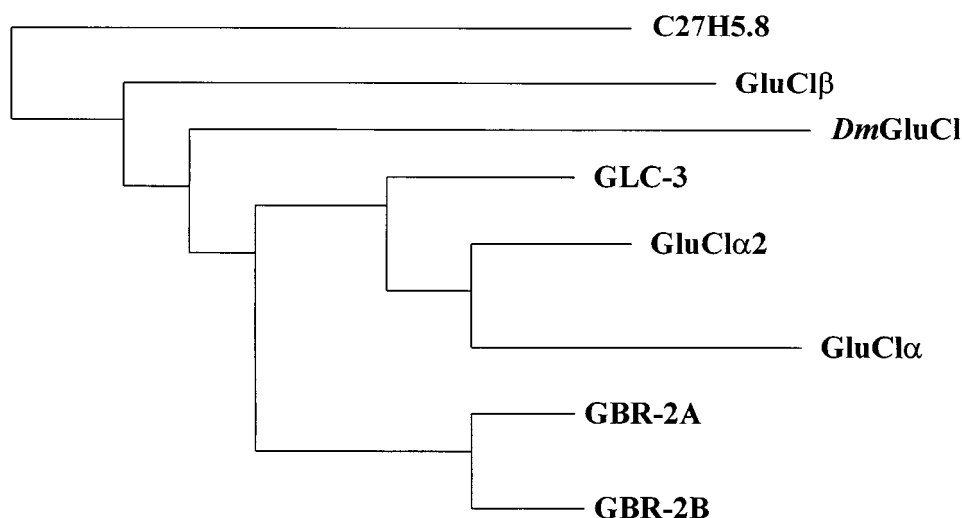 C27H5.8
GluClβ
DmGluCl
GLC-3
GluClα2
GluClα
GBR-2A
GBR-2B